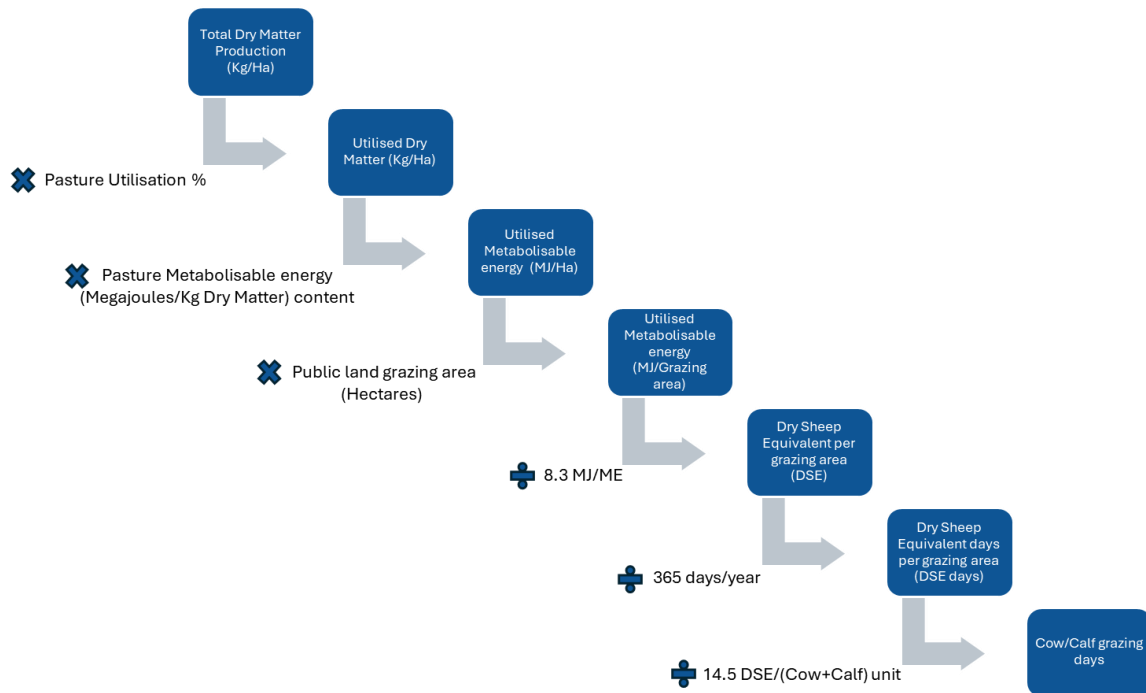 Total Dry Matter
Production
(Kg/Ha)
Pasture Utilisation %
Utilised Dry
Matter (Kg/Ha)
Pasture Metabolisable energy
(Megajoules/Kg Dry Matter) content
Utilised
Metabolisable
energy (MJ/Ha)
Public land grazing area
(Hectares)
Utilised
Metabolisable
energy
(MJ/Grazing
area)
8.3 MJ/ME
Dry Sheep
Equivalent per
grazing area
(DSE)
365 days/year
Dry Sheep
Equivalent days
per grazing area
(DSE days)
14.5 DSE/(Cow+Calf) unit
Cow/Calf grazing
days